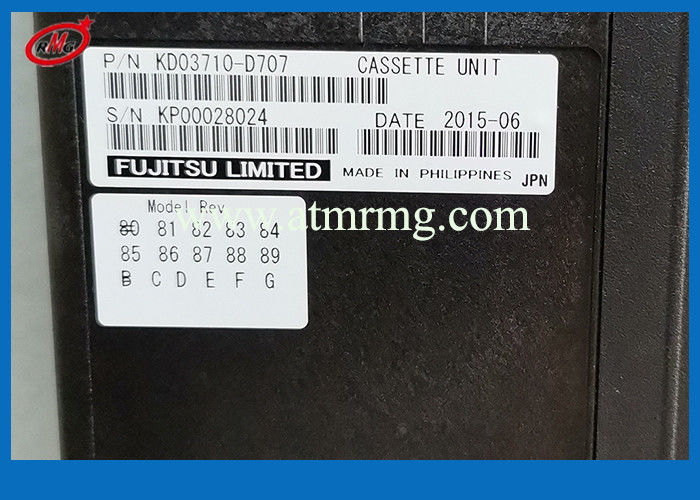 RMG
P/N KD03710-D707 CASSETTE UNIT
S/N KP00028024 DATE 2015-06
FUJITSU LIMITED MADE IN PHILIPPINES JPN
Model Rev
80 81 82 83 84
www.atmrmg.com
85 86 87 88 89
B C D E F G